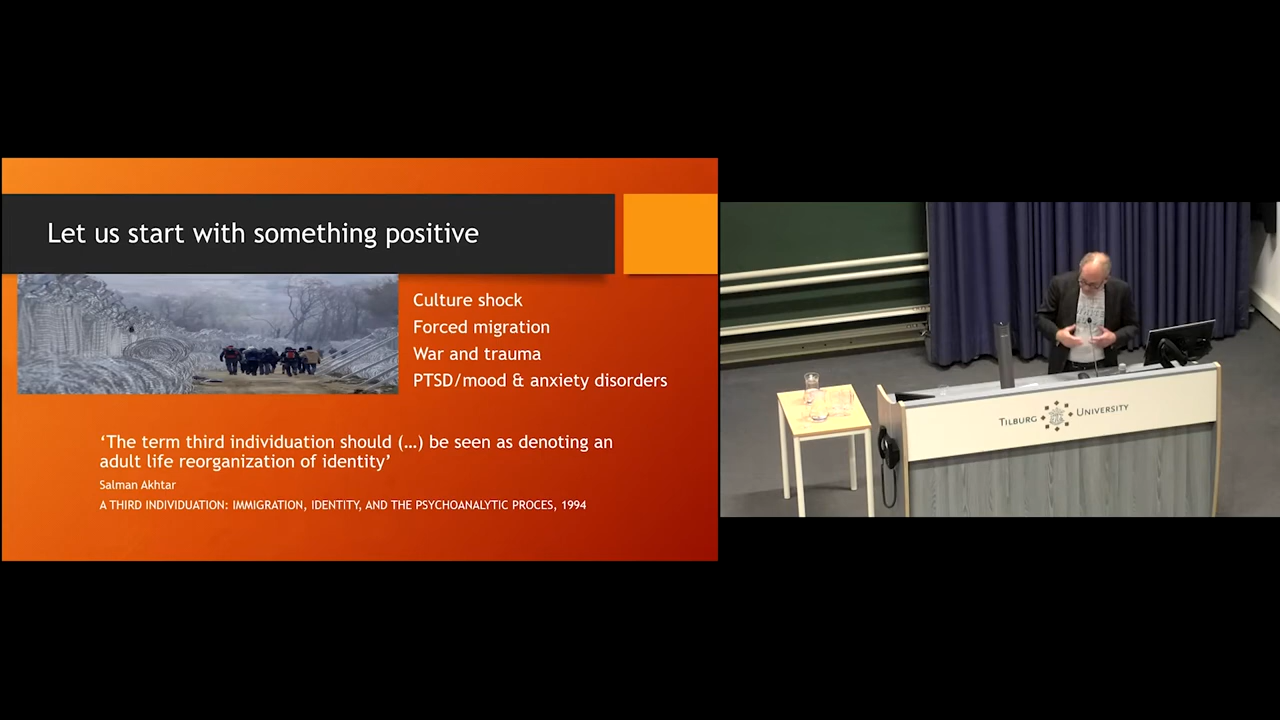 Let us start with something positive
Culture shock
Forced migration
War and trauma
PTSD/mood & anxiety disorders
‘The term third individuation should (…) be seen as denoting an
adult life reorganization of identity’
Salman Akhtar
A THIRD INDIVIDUATION: IMMIGRATION, IDENTITY, AND THE PSYCHOANALYTIC PROCES, 1994
TILBURG UNIVERSITY